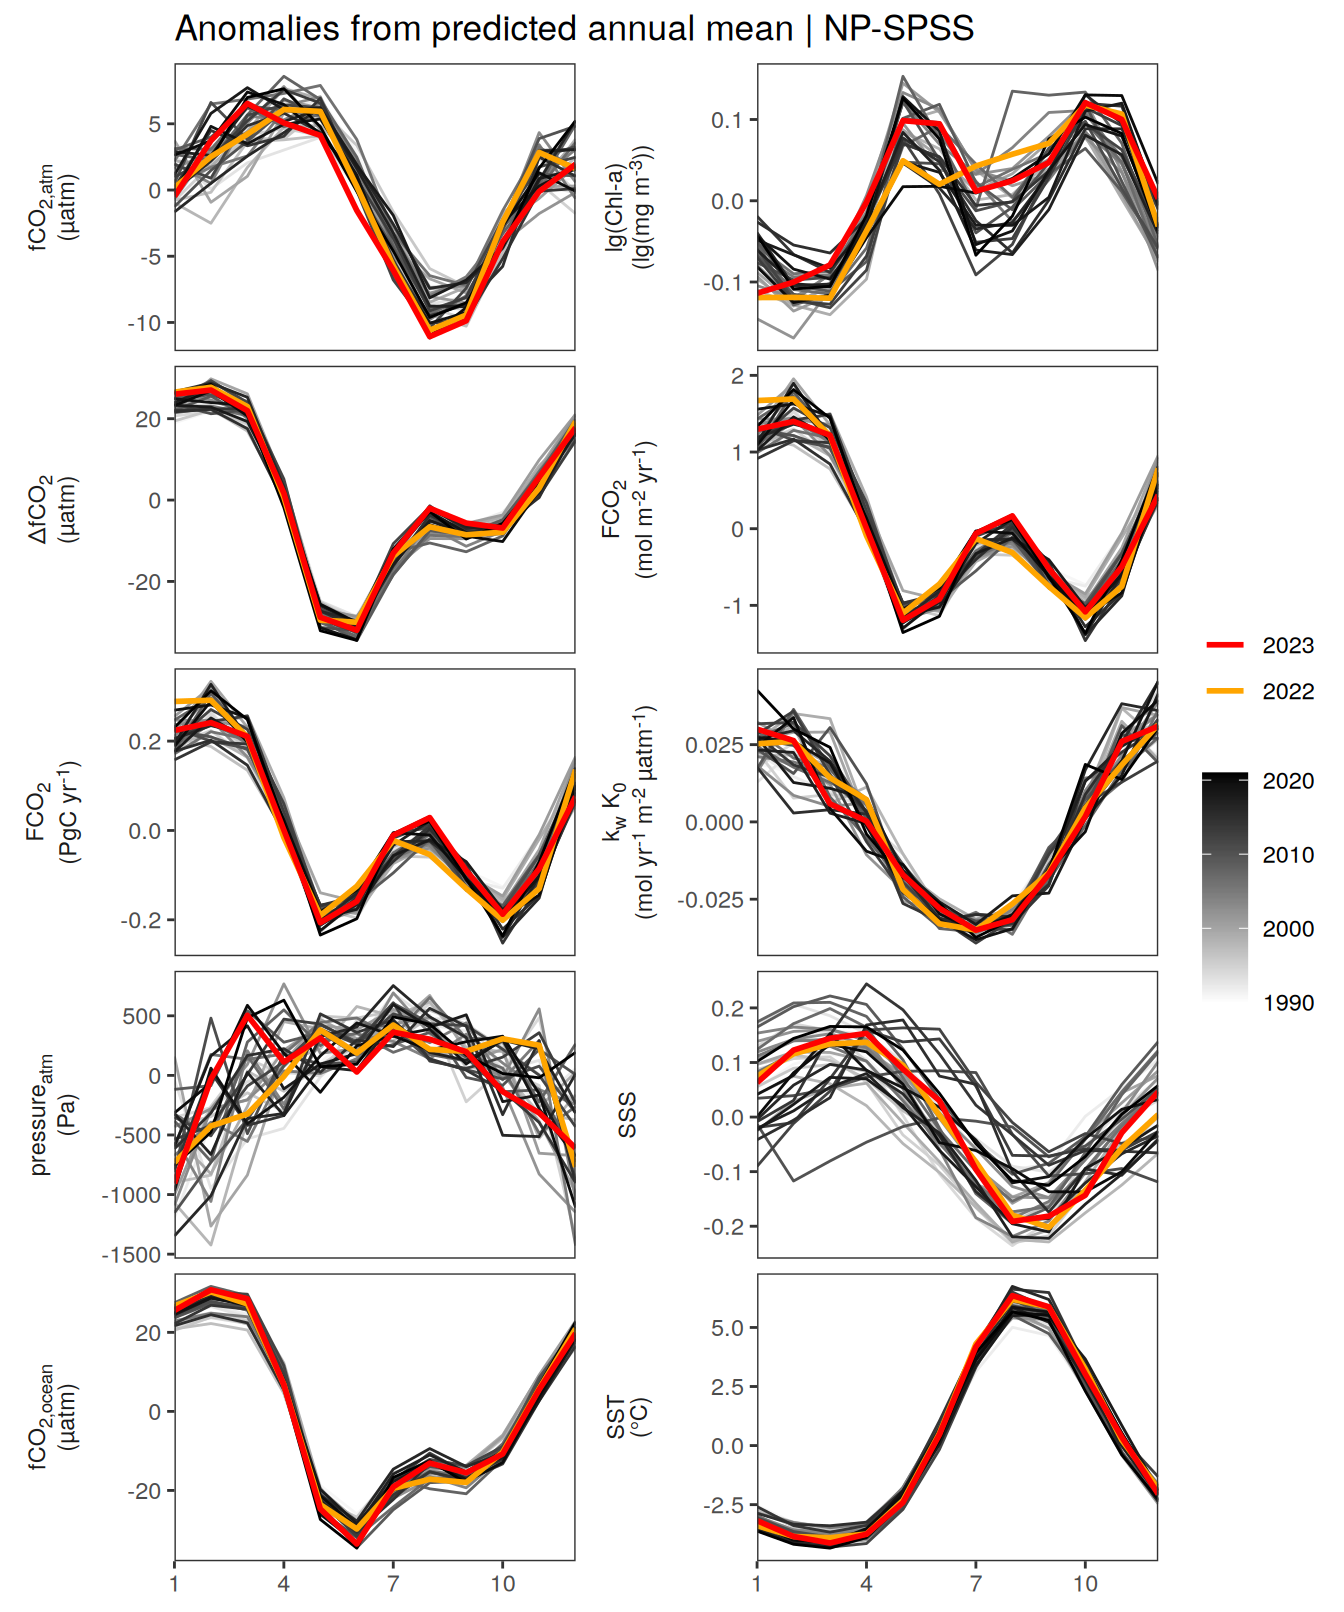 Anomalies from predicted annual mean | NP-SPSS
fCO2,atm
(µatm)
5
0
-5
-10
lg(Chl-a)
(lg(mg m-3))
0.1
0.0
-0.1
ΔfCO2
(µatm)
20
0
-20
FCO2
(mol m-2 yr-1)
2
1
0
-1
FCO2
(PgC yr-1)
0.2
0.0
-0.2
kw K0
(mol yr-1 m-2 µatm-1)
0.025
0.000
-0.025
pressureatm
(Pa)
500
0
-500
-1000
-1500
SSS
0.2
0.1
0.0
-0.1
-0.2
fCO2,ocean
(µatm)
20
0
-20
SST
(°C)
5.0
2.5
0.0
-2.5
1 4 7 10
1 4 7 10
2023
2022
2020
2010
2000
1990